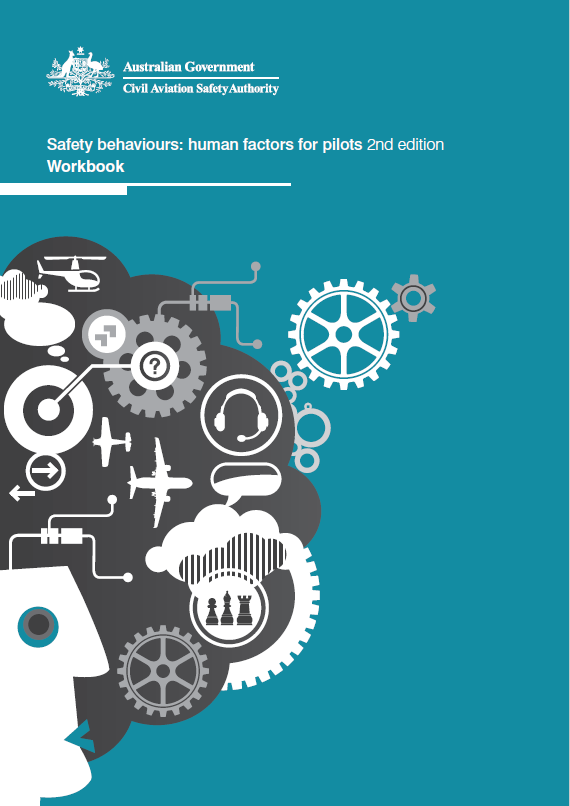 Australian Government
Civil Aviation Safety Authority
Safety behaviours: human factors for pilots 2nd edition
Workbook
?